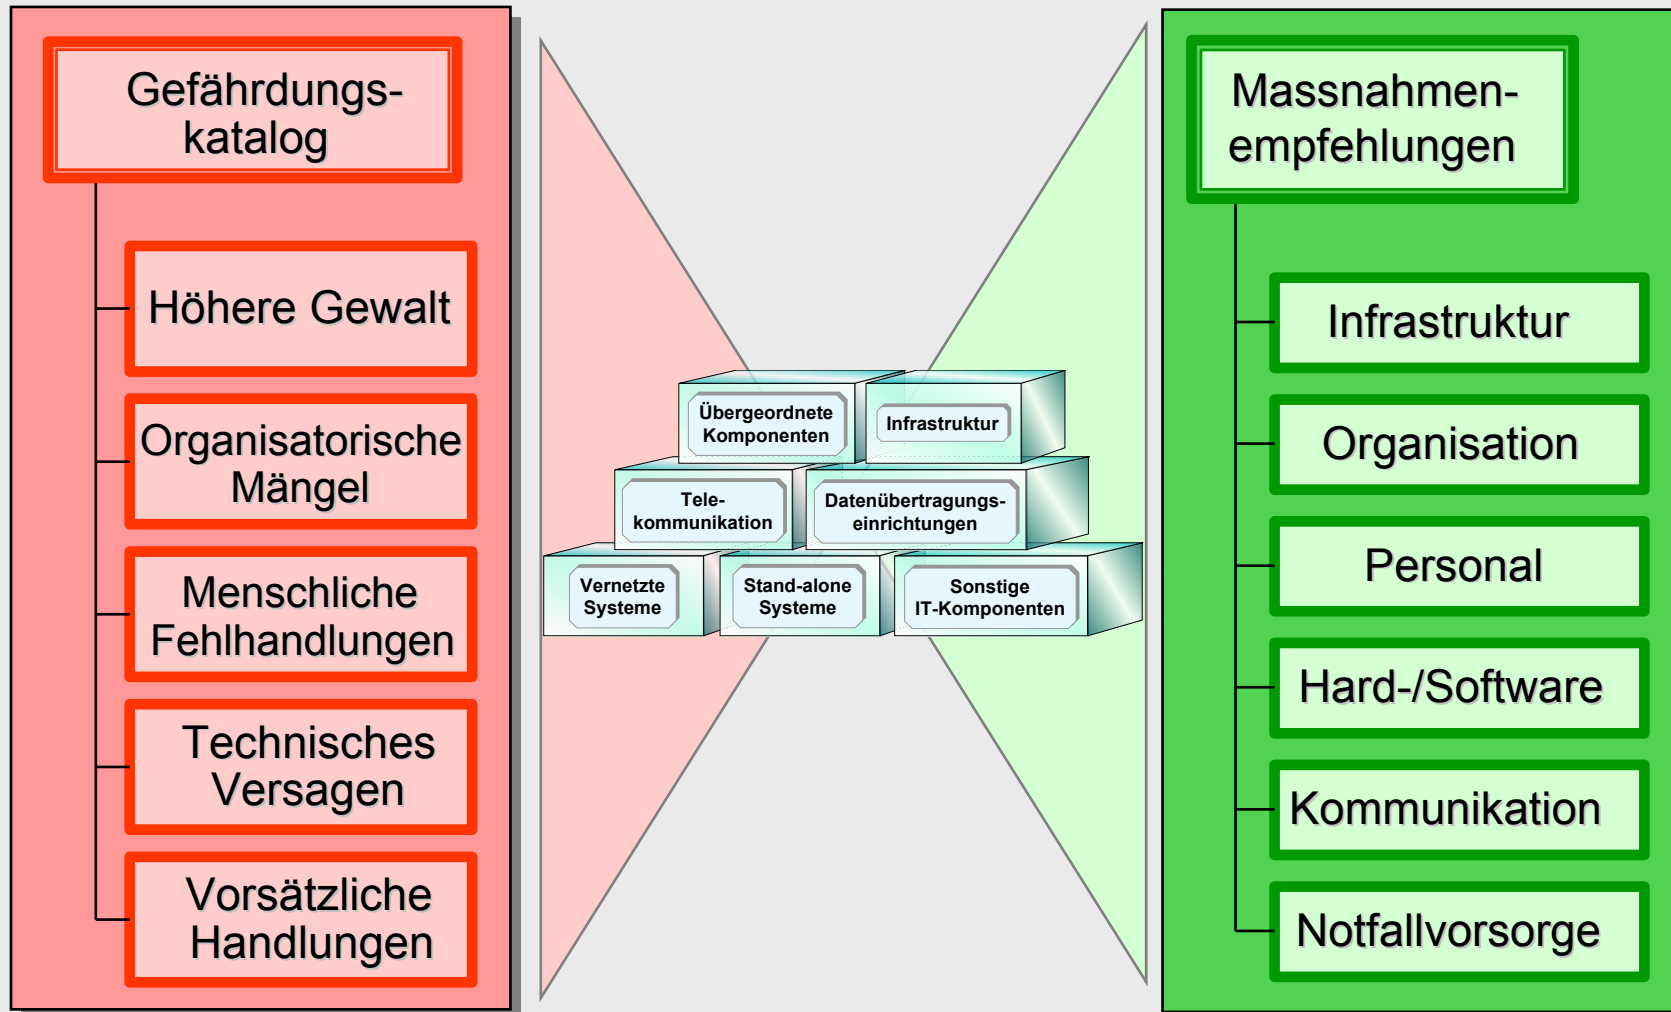 Gefährdungs-
katalog
Höhere Gewalt
Organisatorische
Mängel
Menschliche
Fehlhandlungen
Technisches
Versagen
Vorsätzliche
Handlungen
Übergeordnete
Komponenten
Infrastruktur
Tele-
kommunikation
Datenübertragungs-
einrichtungen
Vernetzte
Systeme
Stand-alone
Systeme
Sonstige
IT-Komponenten
Massnahmen-
empfehlungen
Infrastruktur
Organisation
Personal
Hard-/Software
Kommunikation
Notfallvorsorge